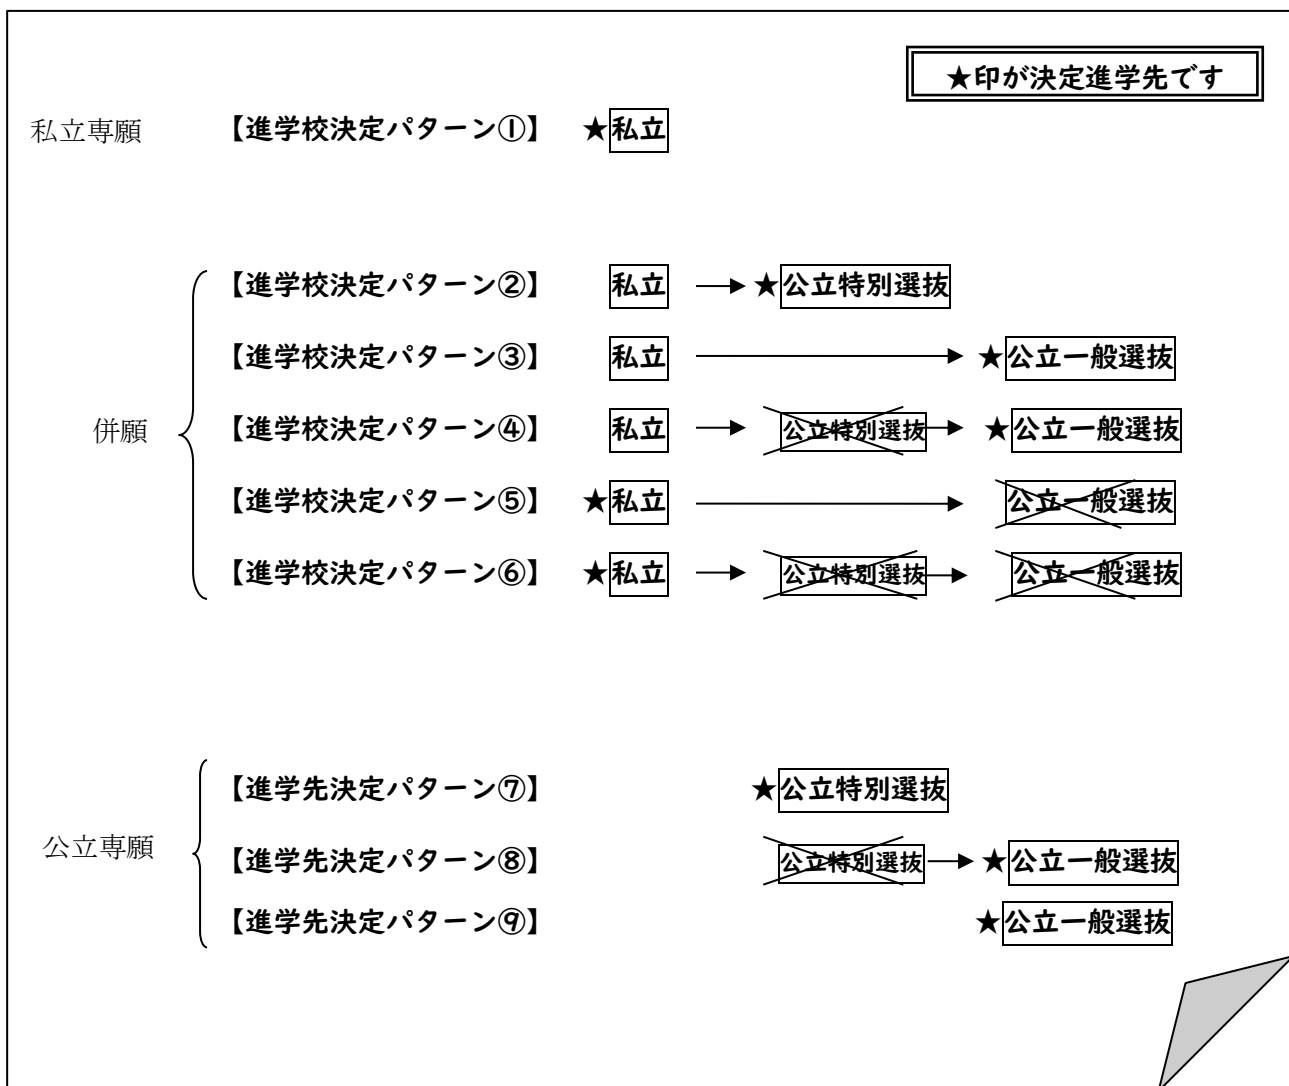 ★印が決定進学先です
私立専願 【進学校決定パターン①】 ★私立
【進学校決定パターン②】 私立 → ★公立特別選抜
【進学校決定パターン③】 私立 → ★公立一般選抜
併願 【進学校決定パターン④】 私立 → 公立特別選抜 → ★公立一般選抜
【進学校決定パターン⑤】 ★私立 → 公立一般選抜
【進学校決定パターン⑥】 ★私立 → 公立特別選抜 → 公立一般選抜
【進学先決定パターン⑦】 ★公立特別選抜
公立専願 【進学先決定パターン⑧】 公立特別選抜 → ★公立一般選抜
【進学先決定パターン⑨】 ★公立一般選抜